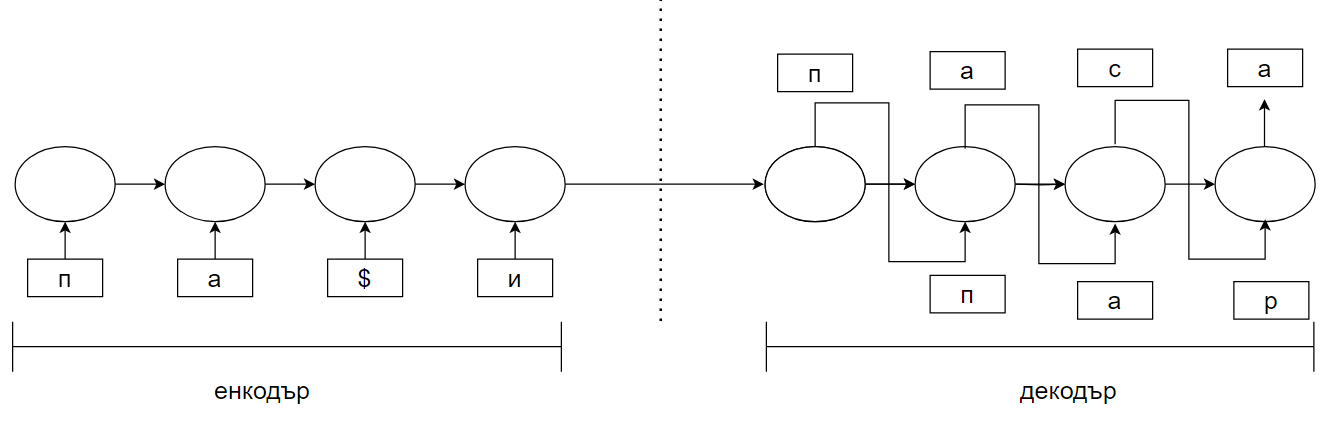 п а с а
п а $ и
п а р
енкодър декодър